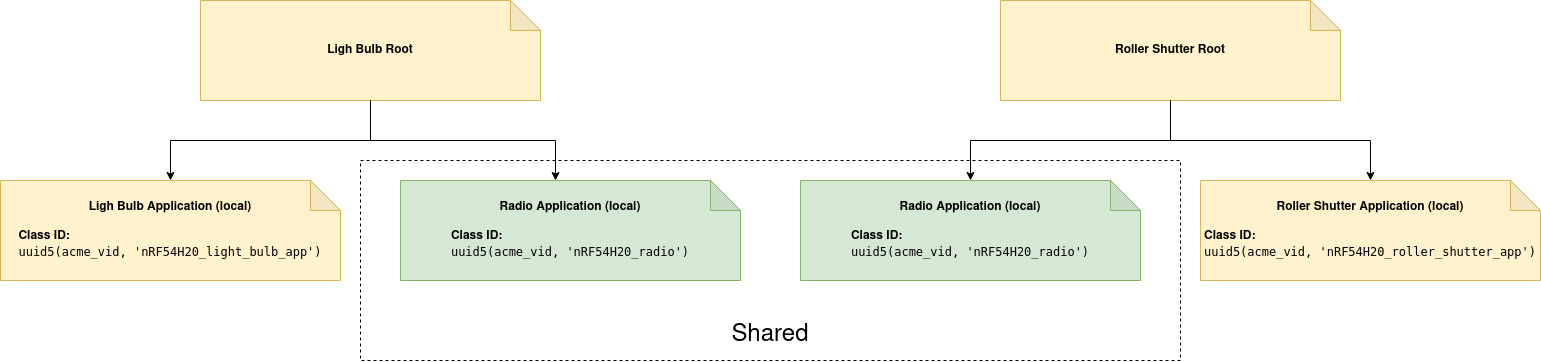 Ligh Bulb Root
Roller Shutter Root
Ligh Bulb Application (local)
Class ID:
uuid5(acme_vid, 'nRF54H20_light_bulb_app')
Radio Application (local)
Class ID:
uuid5(acme_vid, 'nRF54H20_radio')
Radio Application (local)
Class ID:
uuid5(acme_vid, 'nRF54H20_radio')
Roller Shutter Application (local)
Class ID:
uuid5(acme_vid, 'nRF54H20_roller_shutter_app')
Shared